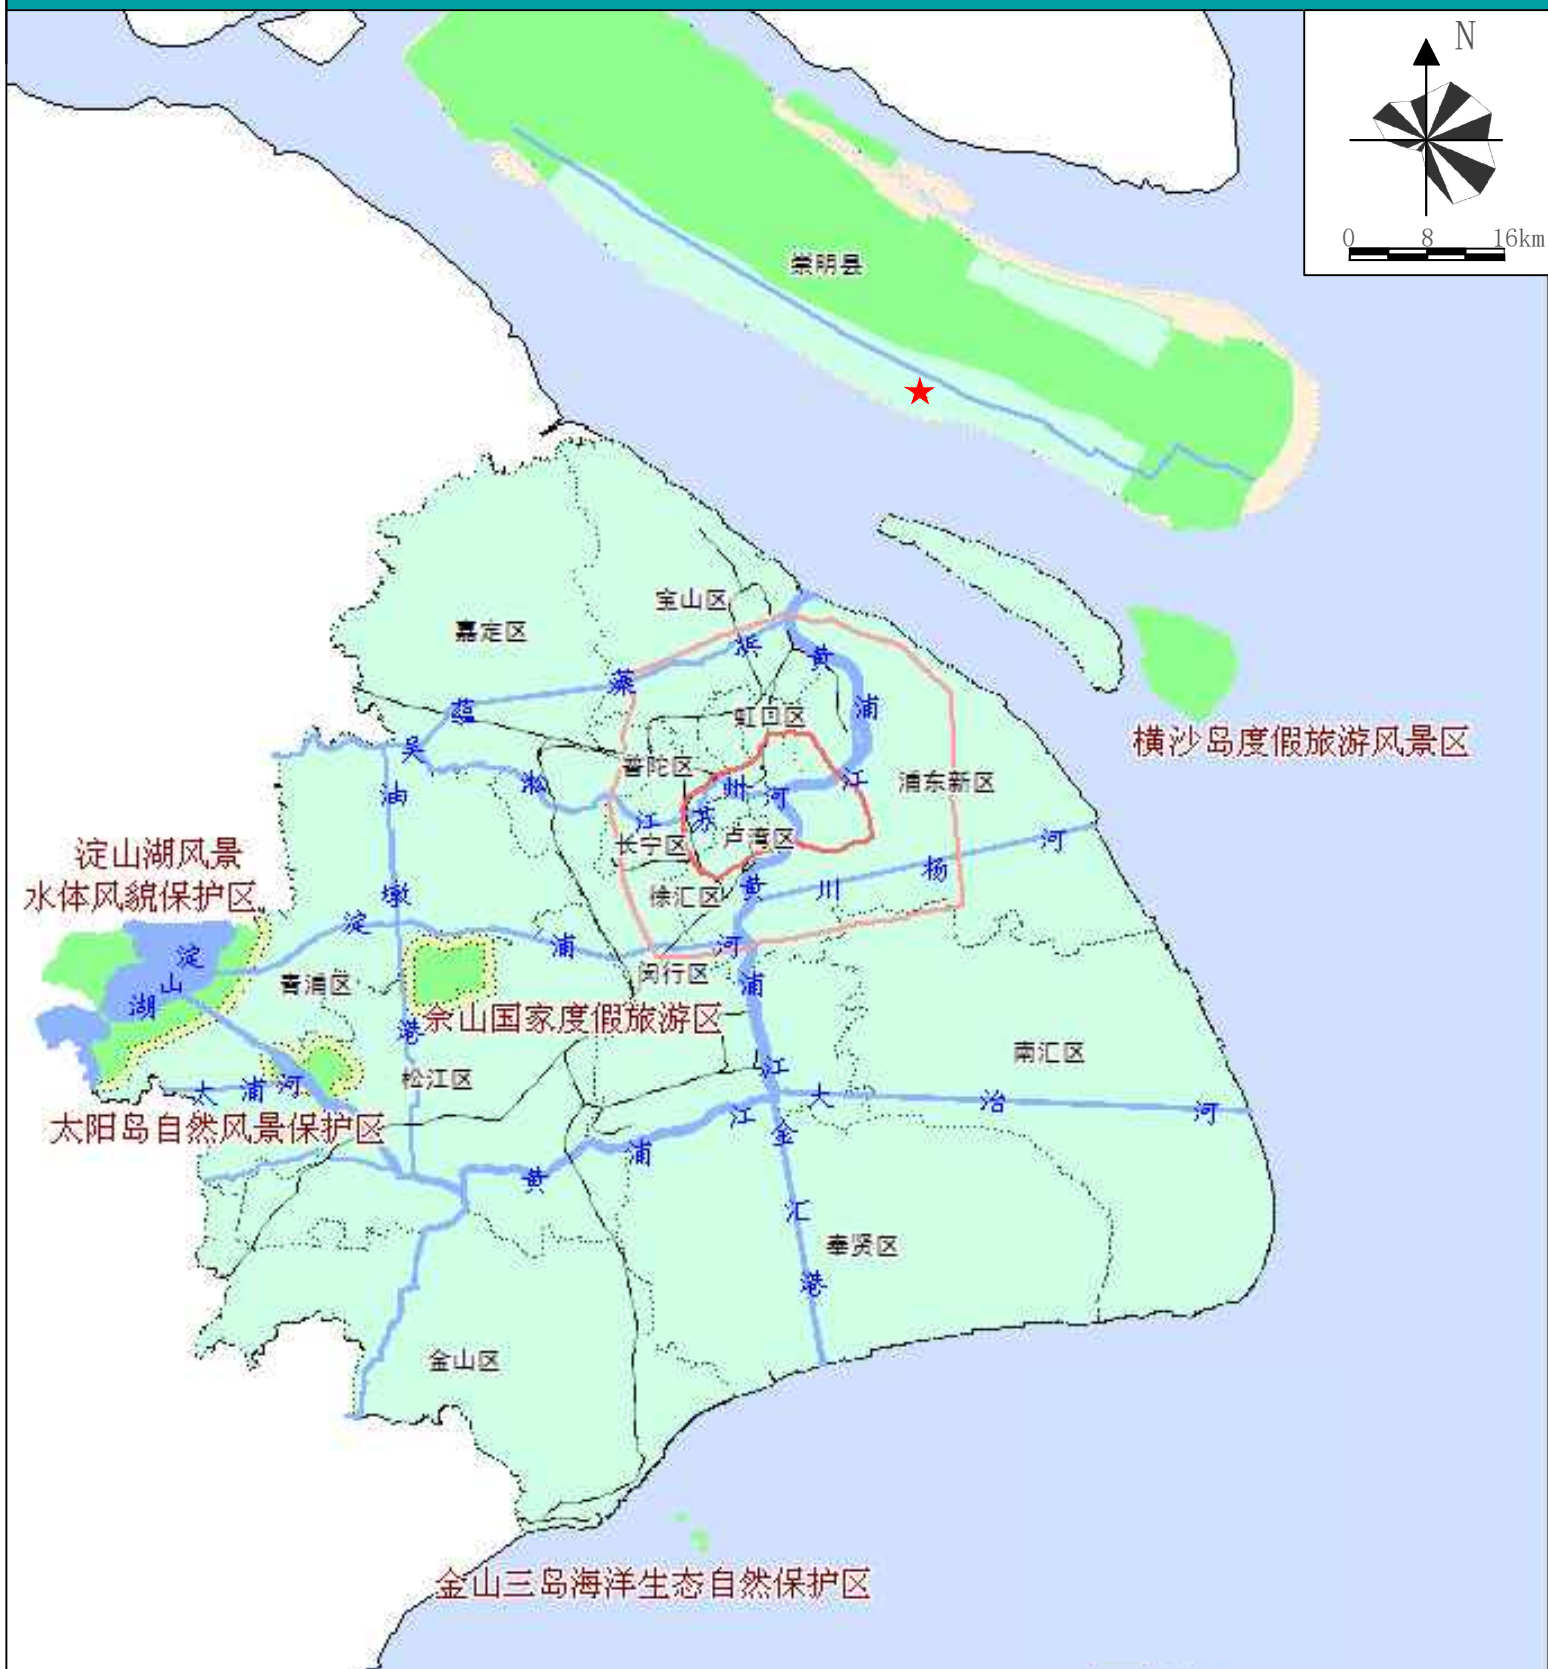 N
0 8 16km
崇明县
宝山区
嘉定区
蕰
藻
浜
黄
浦
江
虹口区
横沙岛度假旅游风景区
吴
淞
江
普陀区
苏
州
河
浦东新区
长宁区
卢湾区
徐汇区
黄
川
杨
河
油
墩
港
淀山湖风景
水体风貌保护区
淀
浦
河
淀
山
湖
青浦区
闵行区
浦
江
佘山国家度假旅游区
松江区
南汇区
太
浦
河
太阳岛自然风景保护区
大
治
河
黄
浦
江
金
汇
港
奉贤区
金山区
金山三岛海洋生态自然保护区